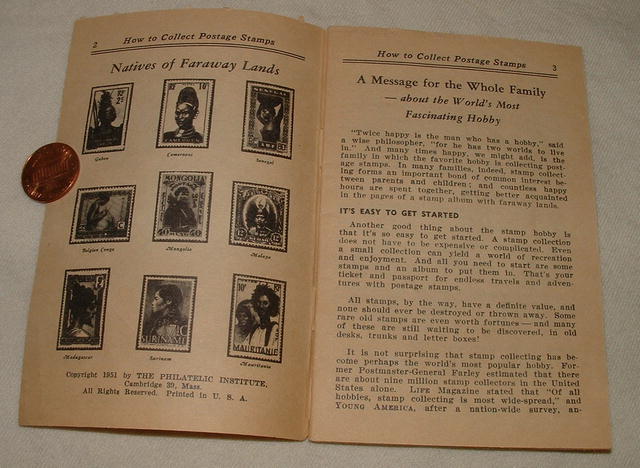 2
How to Collect Postage Stamps
Natives of Faraway Lands
Gabon
Cameroons
SENEGAL
Senegal
Belgian Congo
MONGOLIA
40 40
Mongolia
12c 12c
Malaya
Madagascar
SURINAME
Surinam
10c
MAURITANIE
Mauritania
Copyright 1951 by THE PHILATELIC INSTITUTE,
Cambridge 39, Mass.
All Rights Reserved. Printed in U. S. A.
How to Collect Postage Stamps
3
A Message for the Whole Family
— about the World's Most
Fascinating Hobby
"Twice happy is the man who has a hobby," said
a wise philosopher, "for he has two worlds to live
in." And many times happy, we might add, is the
family in which the favorite hobby is collecting post-
age stamps. In many families, indeed, stamp collect-
ing forms an important bond of common interest be-
tween parents and children; and countless happy
hours are spent together, getting better acquainted
in the pages of a stamp album with faraway lands.
IT'S EASY TO GET STARTED
Another good thing about the stamp hobby is
that it's so easy to get started. A stamp collection
does not have to be expensive or complicated. Even
a small collection can yield a world of recreation
and enjoyment. And all you need to start are some
stamps and an album to put them in. That's your
ticket and passport for endless travels and adven-
tures with postage stamps.
All stamps, by the way, have a definite value, and
none should ever be destroyed or thrown away. Some
rare old stamps are even worth fortunes — and many
of these are still waiting to be discovered, in old
desks, trunks and letter boxes!
It is not surprising that stamp collecting has be-
come perhaps the world's most popular hobby. For-
mer Postmaster-General Farley estimated that there
are about nine million stamp collectors in the United
States alone. LIFE Magazine stated that "Of all
hobbies, stamp collecting is most wide-spread," and
YOUNG AMERICA, after a nation-wide survey, an-